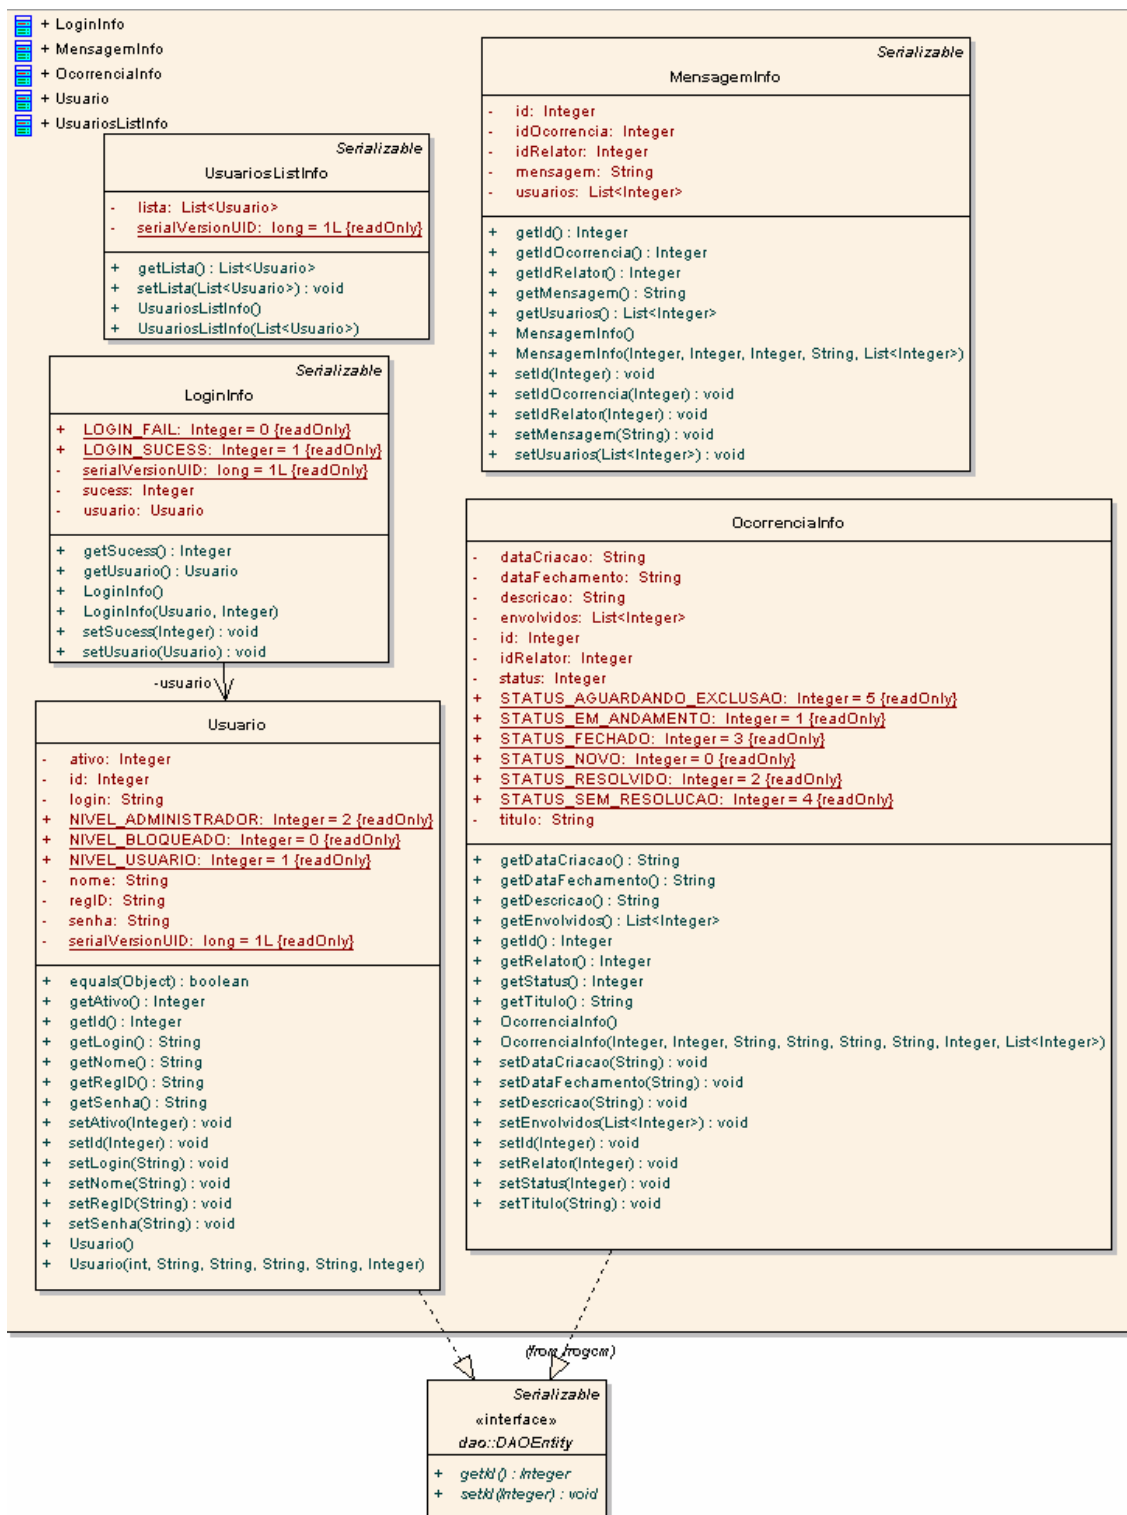 + LoginInfo
+ MensagemInfo
+ OcorrenciaInfo
+ Usuario
+ UsuariosListInfo
Serializable
UsuariosListInfo
- lista: List<Usuario>
- serialVersionUID: long = 1L {readOnly}
+ getLista() : List<Usuario>
+ setLista(List<Usuario>) : void
+ UsuariosListInfo()
+ UsuariosListInfo(List<Usuario>)
Serializable
MensagemInfo
- id: Integer
- idOcorrencia: Integer
- idRelator: Integer
- mensagem: String
- usuarios: List<Integer>
+ getId() : Integer
+ getIdOcorrencia() : Integer
+ getIdRelator() : Integer
+ getMensagem() : String
+ getUsuarios() : List<Integer>
+ MensagemInfo()
+ MensagemInfo(Integer, Integer, Integer, String, List<Integer>)
+ setId(Integer) : void
+ setIdOcorrencia(Integer) : void
+ setIdRelator(Integer) : void
+ setMensagem(String) : void
+ setUsuarios(List<Integer>) : void
Serializable
LoginInfo
+ LOGIN_FAIL: Integer = 0 {readOnly}
+ LOGIN_SUCESS: Integer = 1 {readOnly}
- serialVersionUID: long = 1L {readOnly}
- sucess: Integer
- usuario: Usuario
+ getSucess() : Integer
+ getUsuario() : Usuario
+ LoginInfo()
+ LoginInfo(Usuario, Integer)
+ setSucess(Integer) : void
+ setUsuario(Usuario) : void
-usuario
OcorrenciaInfo
- dataCriacao: String
- dataFechamento: String
- descricao: String
- envolvidos: List<Integer>
- id: Integer
- idRelator: Integer
- status: Integer
+ STATUS_AGUARDANDO_EXCLUSAO: Integer = 5 {readOnly}
+ STATUS_EM_ANDAMENTO: Integer = 1 {readOnly}
+ STATUS_FECHADO: Integer = 3 {readOnly}
+ STATUS_NOVO: Integer = 0 {readOnly}
+ STATUS_RESOLVIDO: Integer = 2 {readOnly}
+ STATUS_SEM_RESOLUCAO: Integer = 4 {readOnly}
- titulo: String
+ getDataCriacao() : String
+ getDataFechamento() : String
+ getDescricao() : String
+ getEnvolvidos() : List<Integer>
+ getId() : Integer
+ getRelator() : Integer
+ getStatus() : Integer
+ getTitulo() : String
+ OcorrenciaInfo()
+ OcorrenciaInfo(Integer, Integer, String, String, String, String, Integer, List<Integer>)
+ setDataCriacao(String) : void
+ setDataFechamento(String) : void
+ setDescricao(String) : void
+ setEnvolvidos(List<Integer>) : void
+ setId(Integer) : void
+ setRelator(Integer) : void
+ setStatus(Integer) : void
+ setTitulo(String) : void
Usuario
- ativo: Integer
- id: Integer
- login: String
+ NIVEL_ADMINISTRADOR: Integer = 2 {readOnly}
+ NIVEL_BLOQUEADO: Integer = 0 {readOnly}
+ NIVEL_USUARIO: Integer = 1 {readOnly}
- nome: String
- regID: String
- senha: String
- serialVersionUID: long = 1L {readOnly}
+ equals(Object) : boolean
+ getAtivo() : Integer
+ getId() : Integer
+ getLogin() : String
+ getNome() : String
+ getRegID() : String
+ getSenha() : String
+ setAtivo(Integer) : void
+ setId(Integer) : void
+ setLogin(String) : void
+ setNome(String) : void
+ setRegID(String) : void
+ setSenha(String) : void
+ Usuario()
+ Usuario(int, String, String, String, String, Integer)
(from frogcm)
Serializable
«interface»
dao::DAOEntity
+ getId() : Integer
+ setId(Integer) : void